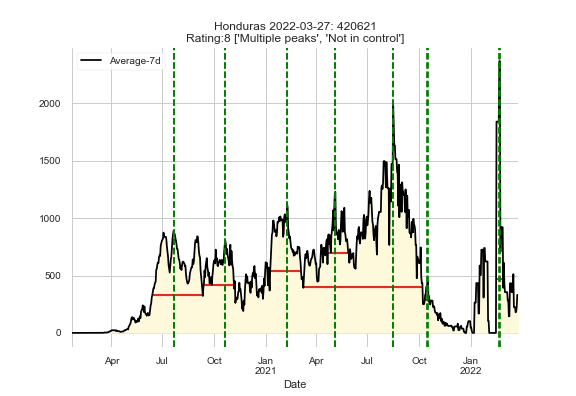 Honduras 2022-03-27: 420621
Rating:8 ['Multiple peaks', 'Not in control']
Average-7d
2000
1500
1000
500
0
Apr Jul Oct Jan Apr Jul Oct Jan
2021 2022
Date